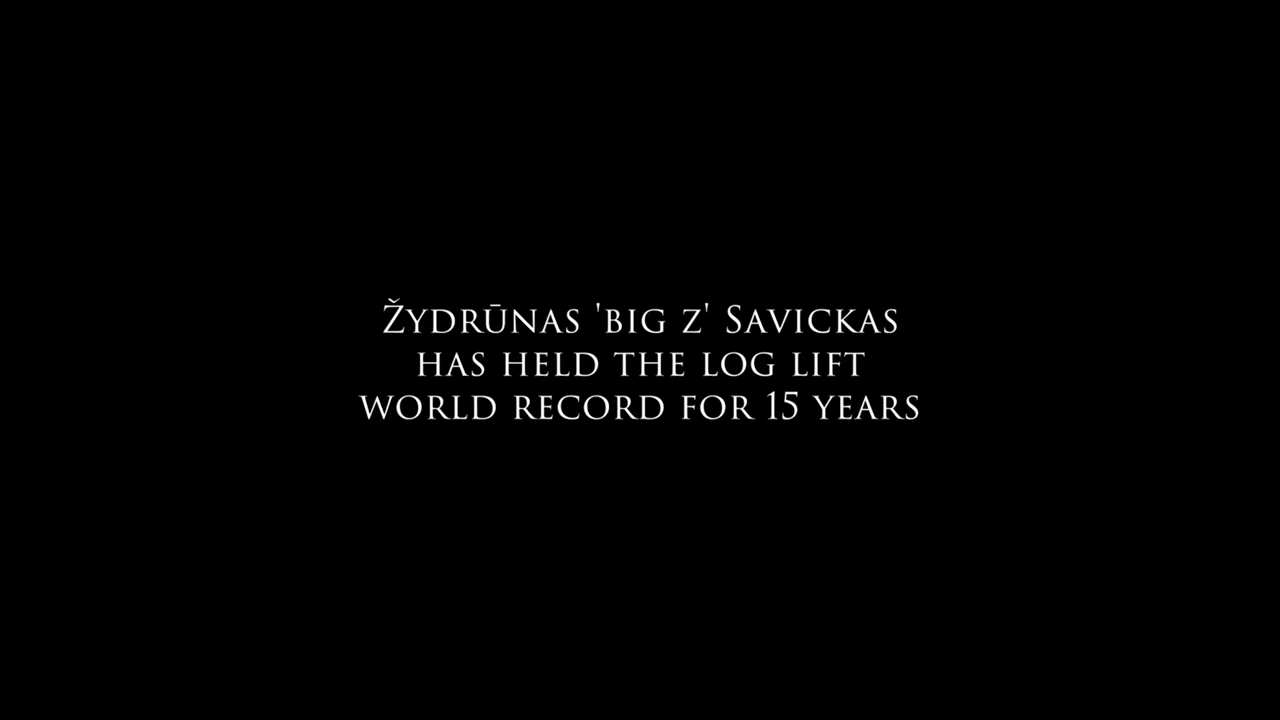 Žydrūnas 'big z' Savickas
has held the log lift
world record for 15 years